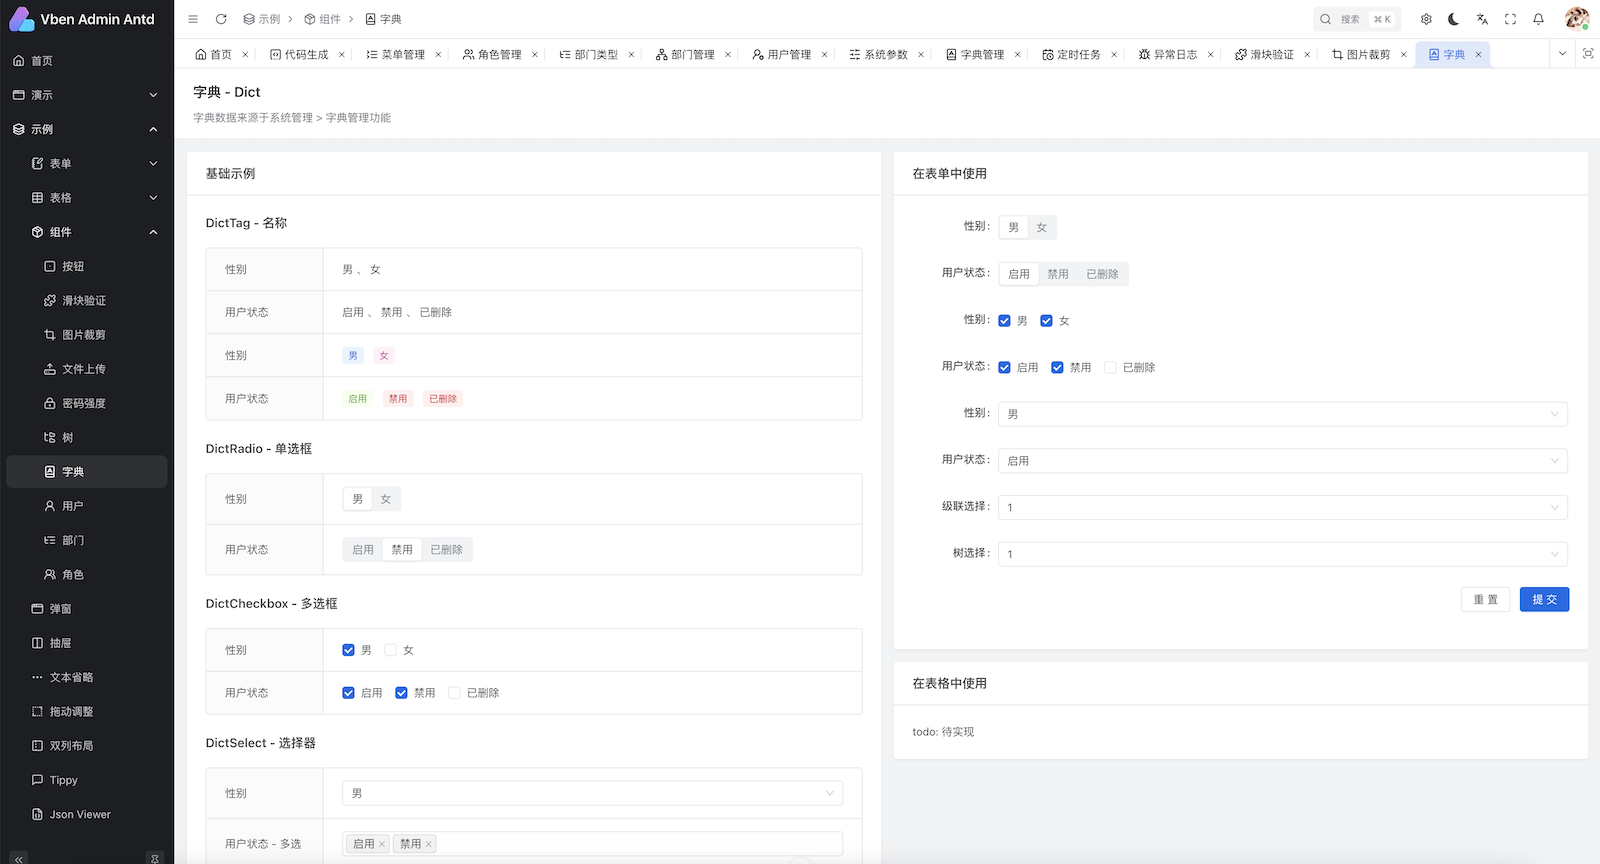 Vben Admin Antd
首页
演示
示例
表单
表格
组件
按钮
滑块验证
图片裁剪
文件上传
密码强度
树
字典
用户
部门
角色
弹窗
抽屉
文本省略
拖动调整
双列布局
Tippy
Json Viewer
示例 > 组件 > 字典
搜索 ⌘ K
首页 × 代码生成 × 菜单管理 × 角色管理 × 部门类型 × 部门管理 × 用户管理 × 系统参数 × 字典管理 × 定时任务 × 异常日志 × 滑块验证 × 图片裁剪 × 字典 ×
字典 - Dict
字典数据来源于系统管理 > 字典管理功能
基础示例
DictTag - 名称
性别 男 、 女
用户状态 启用 、 禁用 、 已删除
性别 男 女
用户状态 启用 禁用 已删除
DictRadio - 单选框
性别 男 女
用户状态 启用 禁用 已删除
DictCheckbox - 多选框
性别 男 女
用户状态 启用 禁用 已删除
DictSelect - 选择器
性别 男
用户状态 - 多选 启用 × 禁用 ×
在表单中使用
性别: 男 女
用户状态: 启用 禁用 已删除
性别: 男 女
用户状态: 启用 禁用 已删除
性别: 男
用户状态: 启用
级联选择: 1
树选择: 1
重 置 提 交
在表格中使用
todo: 待实现